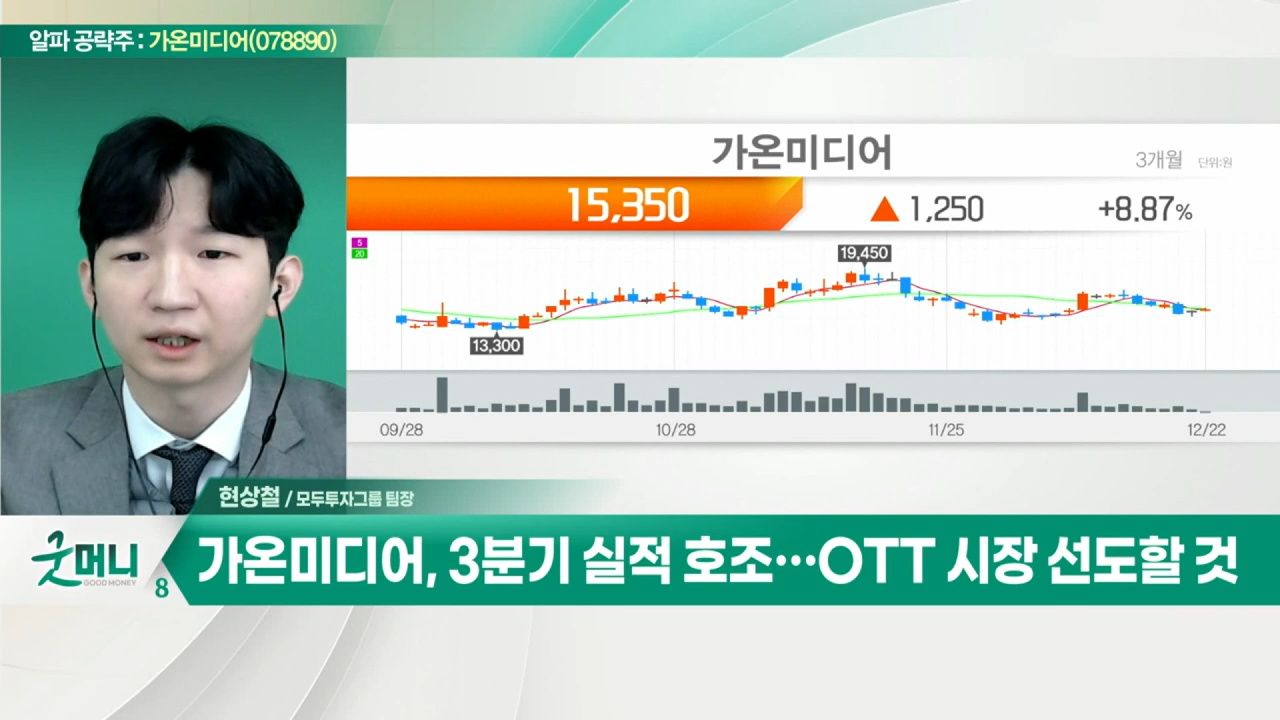 알파 공략주 : 가온미디어(078890)
가온미디어
3개월 단위:원
15,350 ▲ 1,250 +8.87%
5
20
19,450
13,300
09/28 10/28 11/25 12/22
현상철 / 모두투자그룹 팀장
굿머니
GOOD MONEY
8
가온미디어, 3분기 실적 호조…OTT 시장 선도할 것